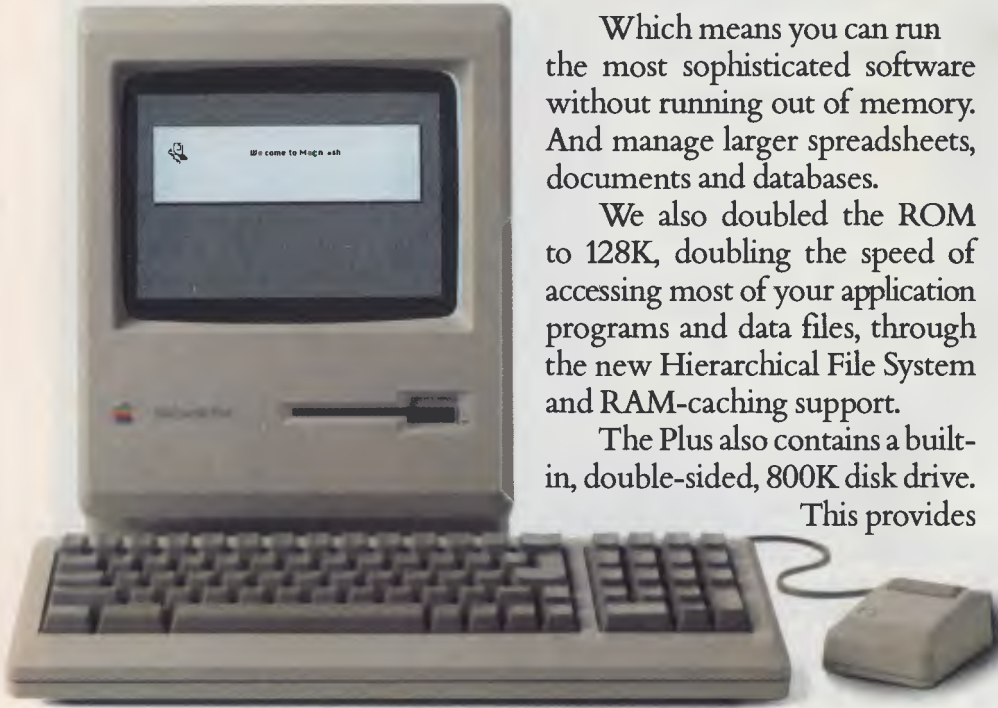 Which means you can run
the most sophisticated software
without running out of memory.
And manage larger spreadsheets,
documents and databases.
We also doubled the ROM
to 128K, doubling the speed of
accessing most of your application
programs and data files, through
the new Hierarchical File System
and RAM-caching support.
The Plus also contains a built-
in, double-sided, 800K disk drive.
This provides
come to